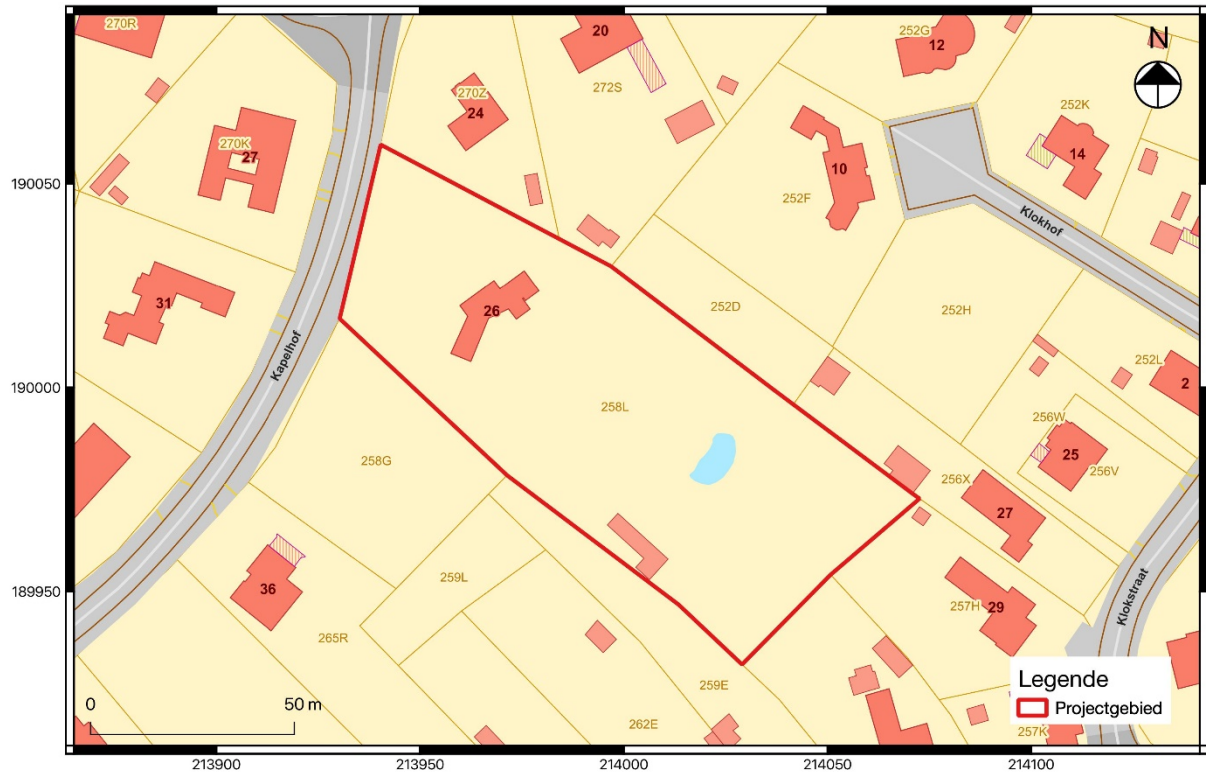 270R
20
252G
12
N
270Z
24
272S
252K
270K
27
14
10
190050
252F
Klokhof
26
31
252D
252H
Kapelhof
252L
2
190000
258L
256W
25
258G
256X
256V
27
189950
36
259L
Klokstraat
265R
257H
29
259E
Legende
Projectgebied
0
50 m
262E
257K
213900
213950
214000
214050
214100